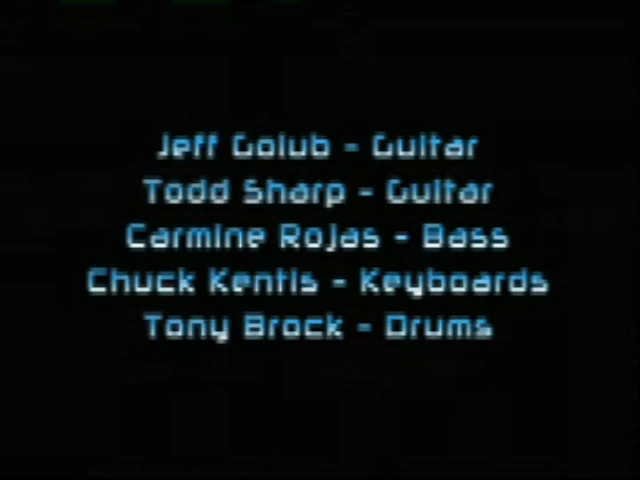 Jeff Golub - Guitar
Todd Sharp - Guitar
Carmine Rojas - Bass
Chuck Kentis - Keyboards
Tony Brock - Drums